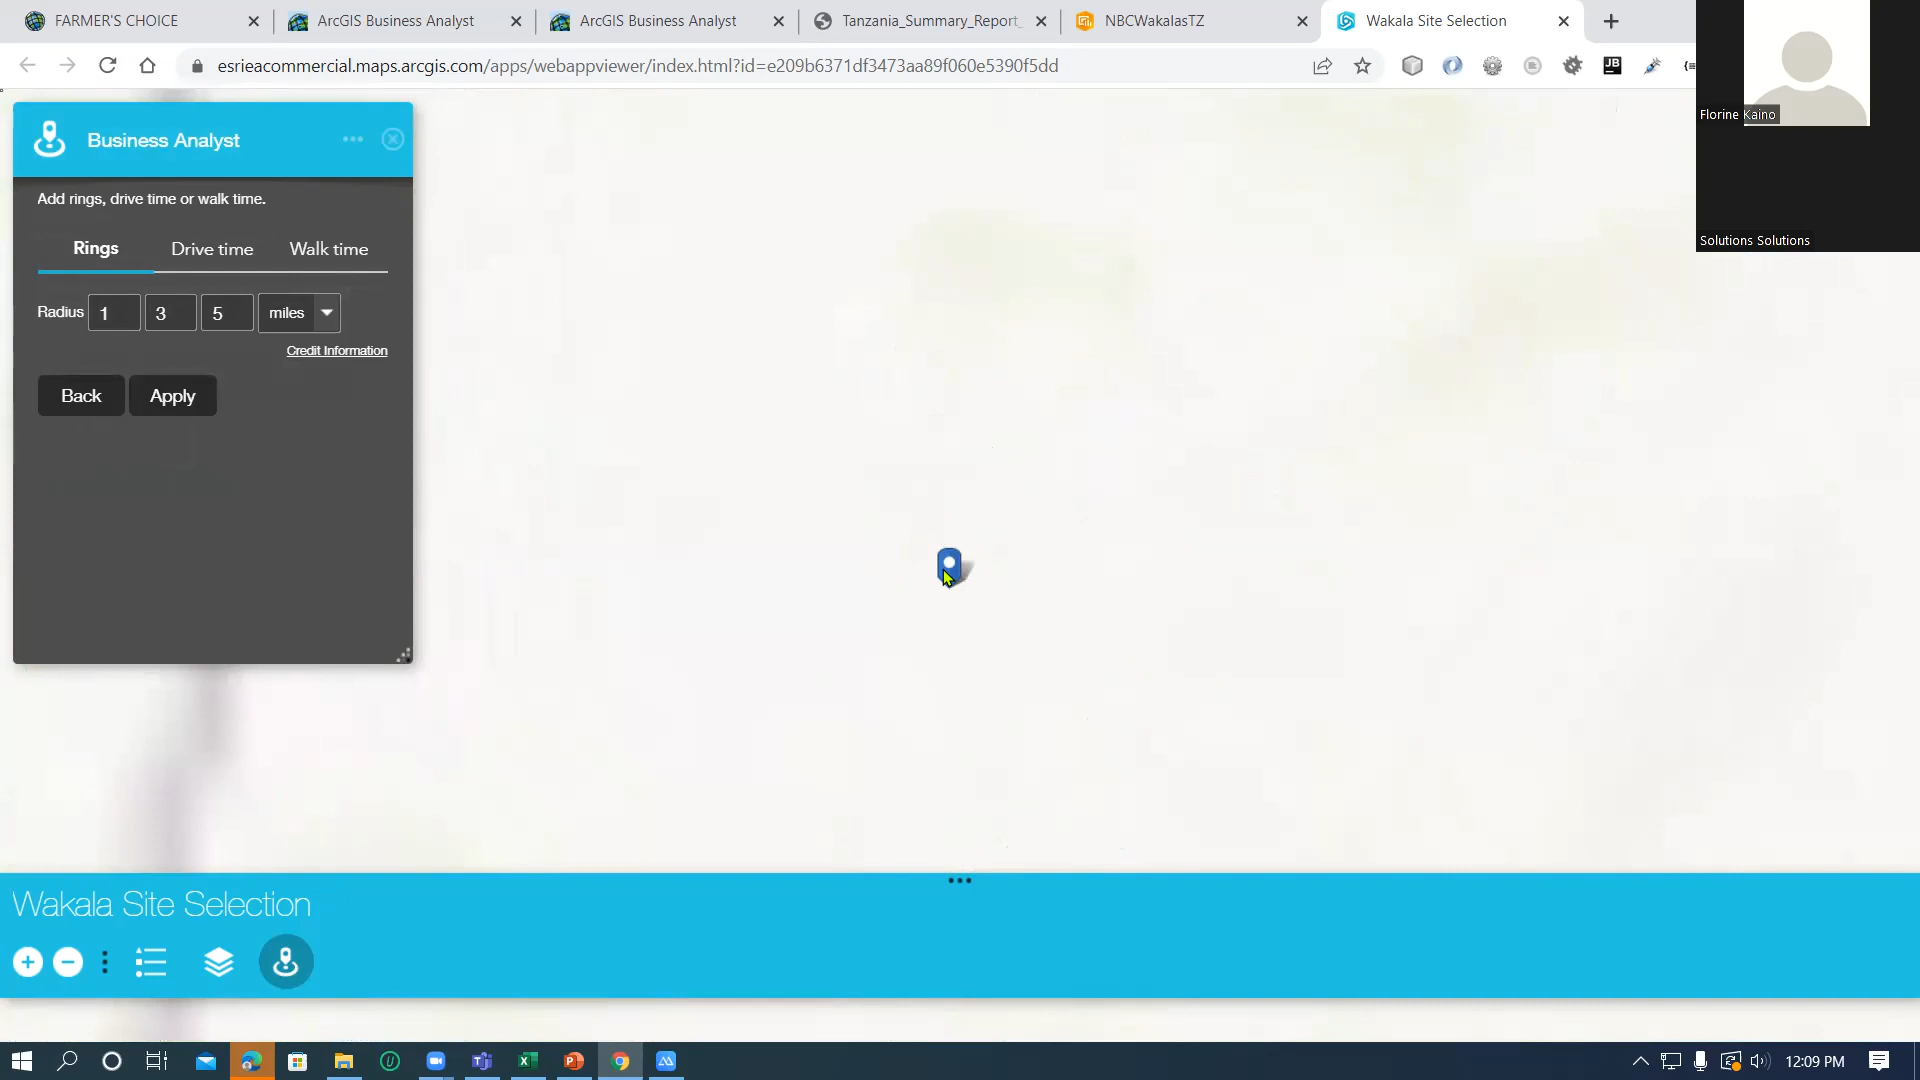 FARMER'S CHOICE
ArcGIS Business Analyst
ArcGIS Business Analyst
Tanzania_Summary_Report_
NBCWakalasTZ
Wakala Site Selection
esrieacommercial.maps.arcgis.com/apps/webappviewer/index.html?id=e209b6371df3473aa89f060e5390f5dd
JB
Florine Kaino
Solutions Solutions
Business Analyst
Add rings, drive time or walk time.
Rings Drive time Walk time
Radius 1 3 5 miles
Credit Information
Back Apply
Wakala Site Selection
12:09 PM